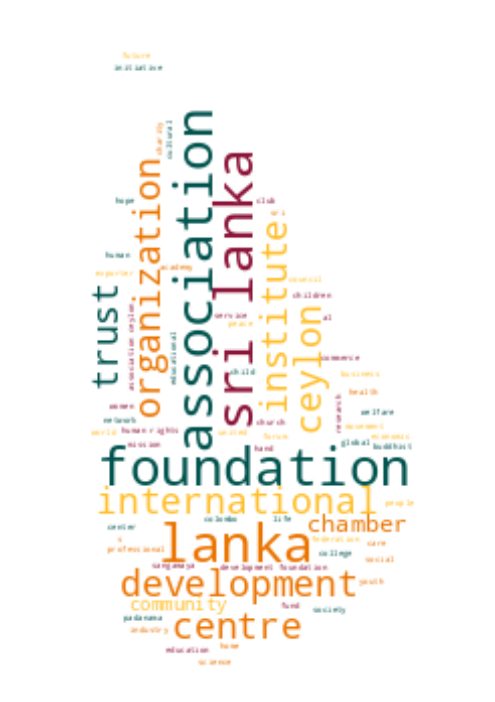 future
initiative
charity
cultural
association
organization
sri lanka
hope
club
sri
institute
human
academy
exporter
council
trust
children
association ceylon
service
al
peace
ceylon
educational
commerce
child
business
health
women
research
welfare
network
church
movement
world
human rights
united
forum
economic
mission
global
buddhist
hand
foundation
international
people
colombo
life
center
chamber
lanka
s
federation
care
professional
college
social
sangamaya
development foundation
development
youth
community
fund
society
padanama
centre
industry
education
home
science